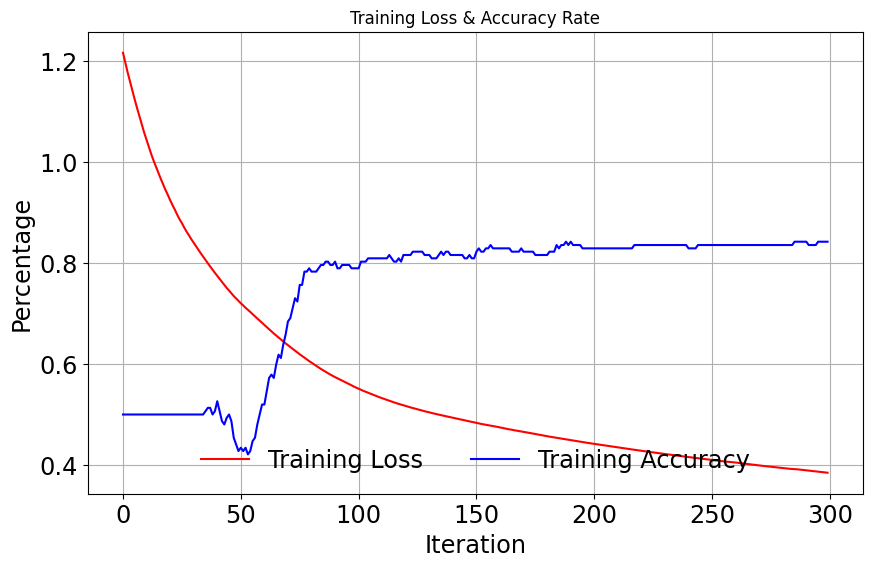 Training Loss & Accuracy Rate
1.2
1.0
0.8
0.6
0.4
Percentage
Training Loss
Training Accuracy
0
50
100
150
200
250
300
Iteration